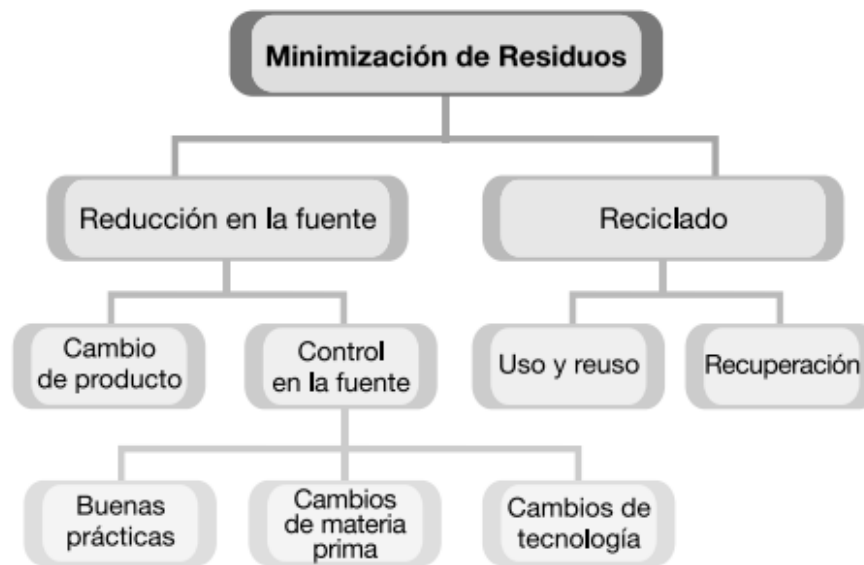 Minimización de Residuos
Reducción en la fuente
Reciclado
Cambio
de producto
Control
en la fuente
Uso y reuso
Recuperación
Buenas
prácticas
Cambios
de materia
prima
Cambios de
tecnología